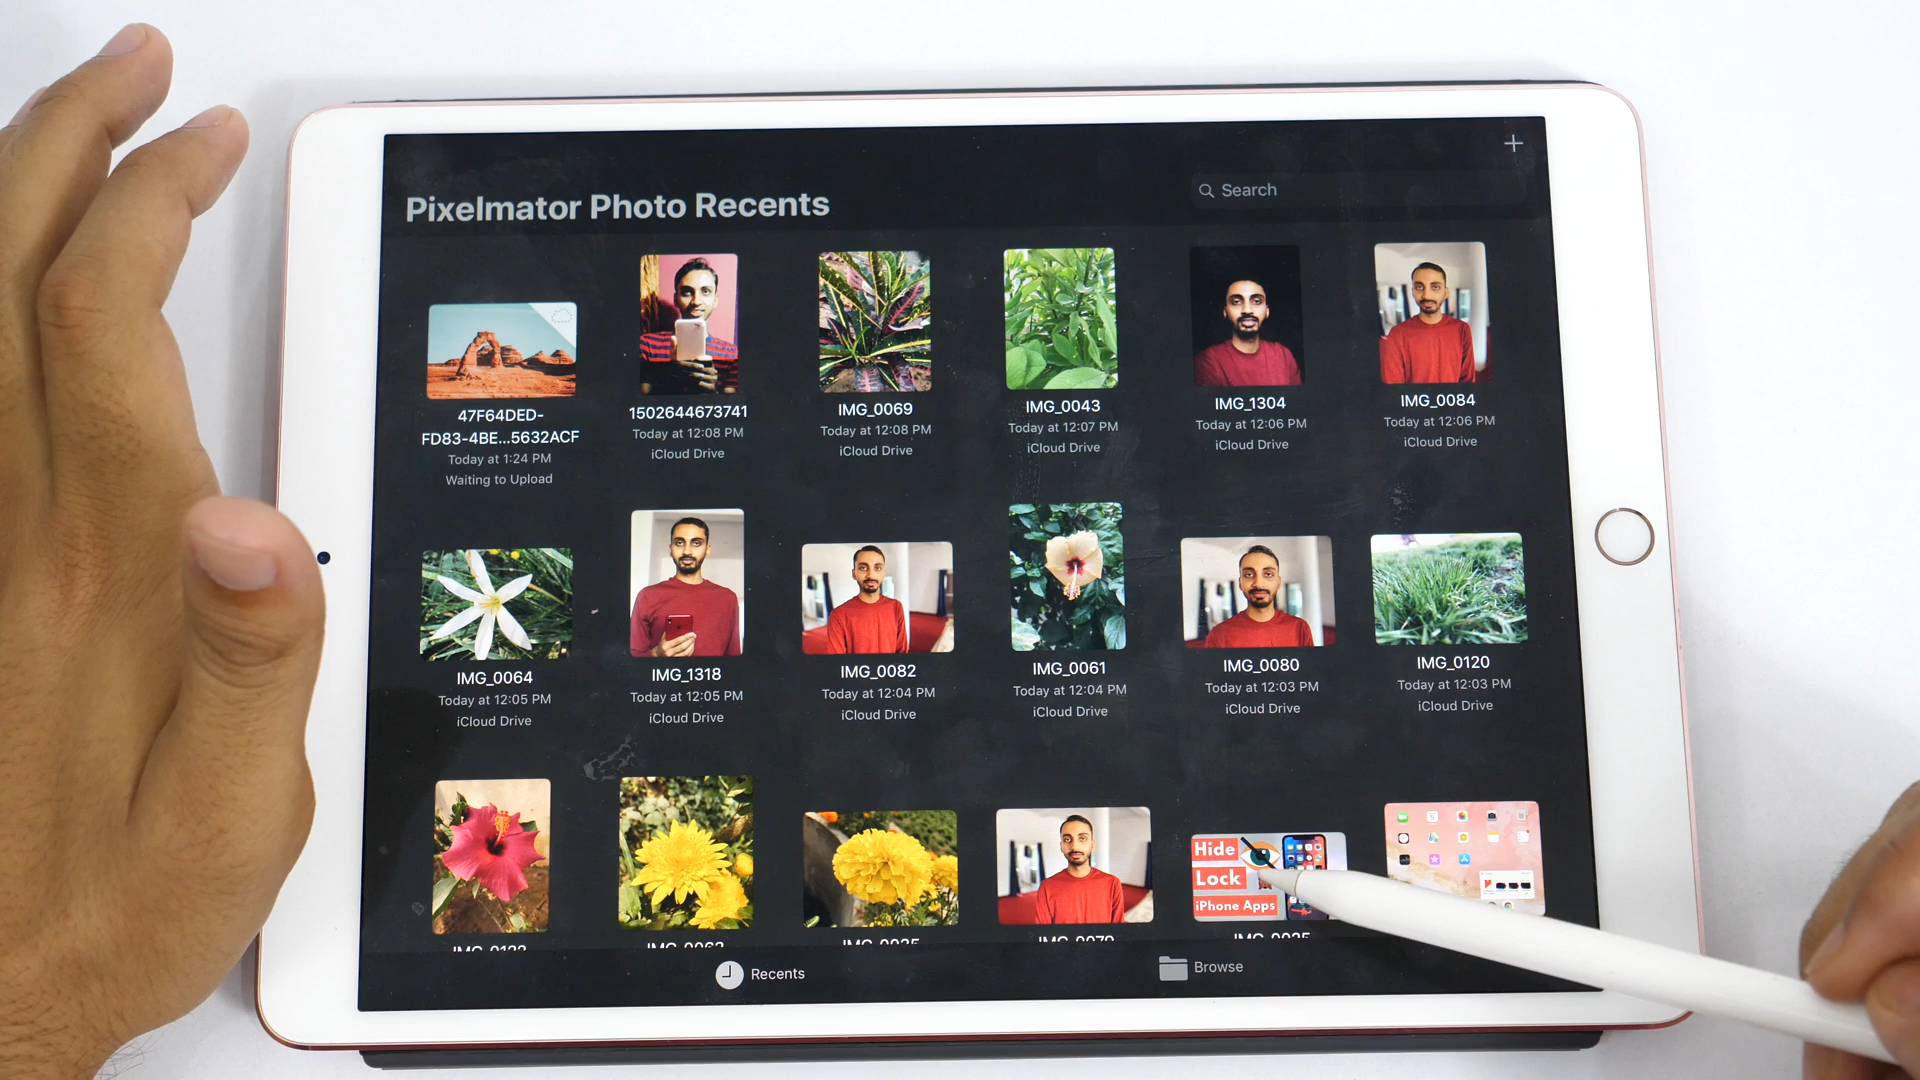 Pixelmator Photo Recents
Search
47F64DED-
FD83-4BE...5632ACF
Today at 1:24 PM
Waiting to Upload
1502644673741
Today at 12:08 PM
iCloud Drive
IMG_0069
Today at 12:08 PM
iCloud Drive
IMG_0043
Today at 12:07 PM
iCloud Drive
IMG_1304
Today at 12:06 PM
iCloud Drive
IMG_0084
Today at 12:06 PM
iCloud Drive
IMG_0064
Today at 12:05 PM
iCloud Drive
IMG_1318
Today at 12:05 PM
iCloud Drive
IMG_0082
Today at 12:04 PM
iCloud Drive
IMG_0061
Today at 12:04 PM
iCloud Drive
IMG_0080
Today at 12:03 PM
iCloud Drive
IMG_0120
Today at 12:03 PM
iCloud Drive
Hide
Lock
iPhone Apps
Recents
Browse